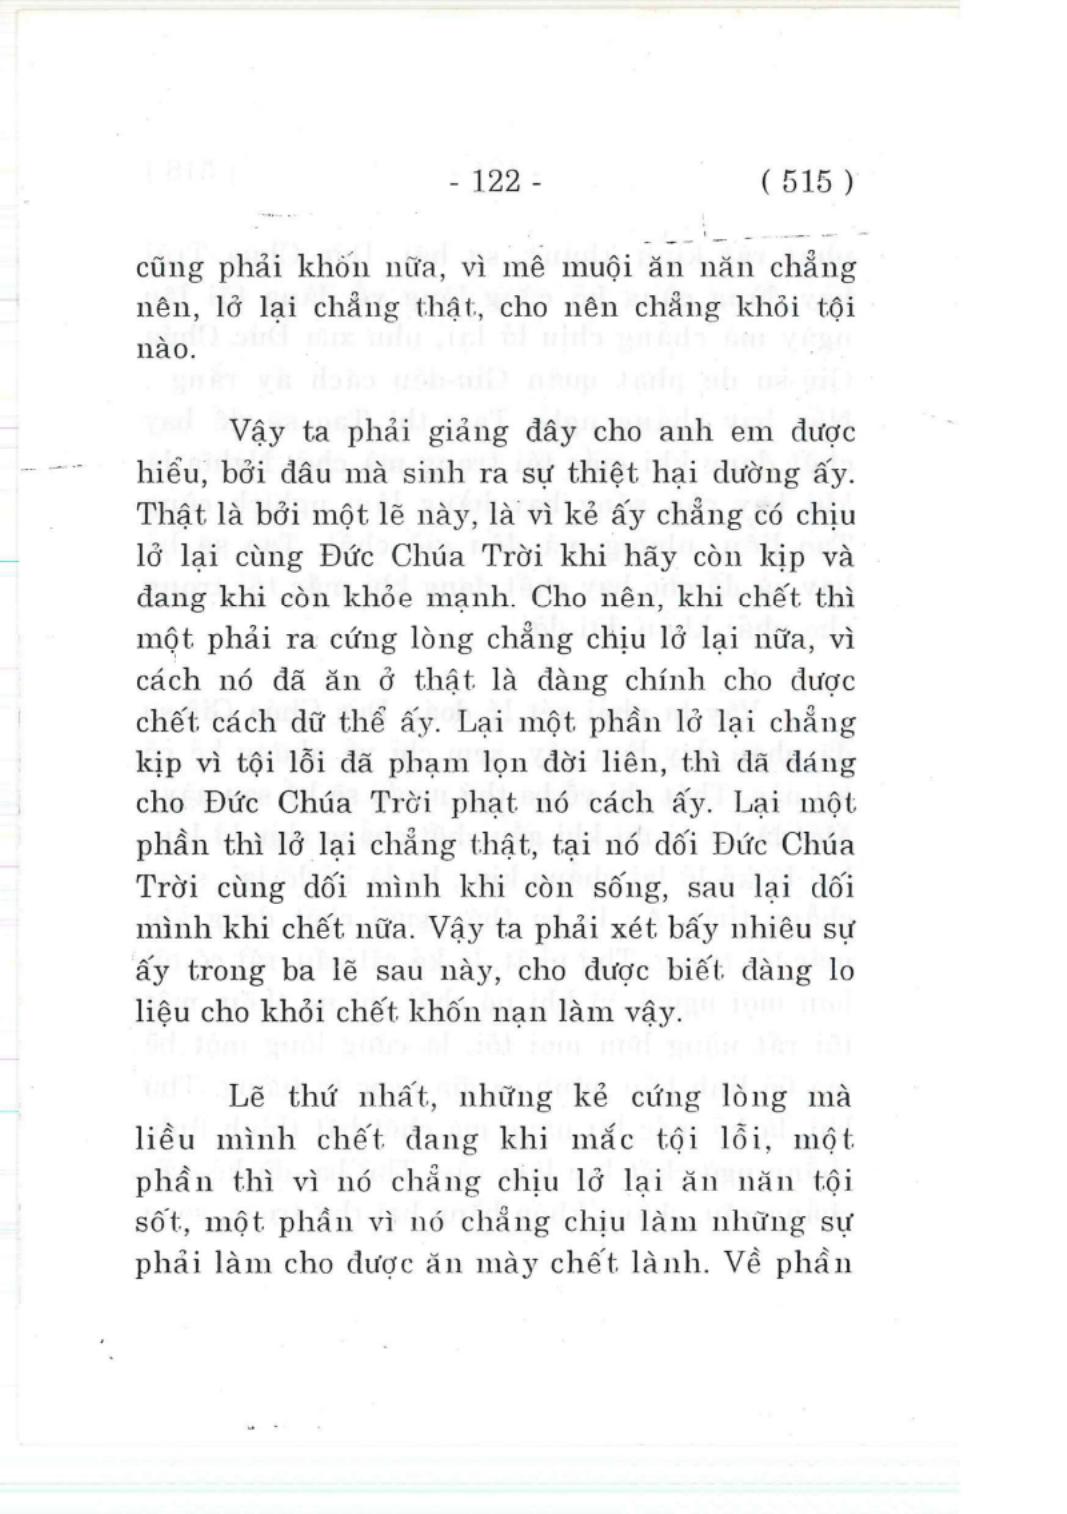 - 122 - ( 515 )
cũng phải khốn nữa, vì mê muội ăn năn chẳng
nên, lở lại chẳng thật, cho nên chẳng khỏi tội
nào.
Vậy ta phải giảng đây cho anh em được
hiểu, bởi đâu mà sinh ra sự thiệt hại dường ấy.
Thật là bởi một lẽ này, là vì kẻ ấy chẳng có chịu
lở lại cùng Đức Chúa Trời khi hãy còn kịp và
đang khi còn khỏe mạnh. Cho nên, khi chết thì
một phải ra cứng lòng chẳng chịu lở lại nữa, vì
cách nó đã ăn ở thật là đàng chính cho được
chết cách dữ thể ấy. Lại một phần lở lại chẳng
kịp vì tội lỗi đã phạm lọn đời liên, thì đã đáng
cho Đức Chúa Trời phạt nó cách ấy. Lại một
phần thì lở lại chẳng thật, tại nó dối Đức Chúa
Trời cùng dối mình khi còn sống, sau lại dối
mình khi chết nữa. Vậy ta phải xét bấy nhiêu sự
ấy trong ba lẽ sau này, cho được biết đàng lo
liệu cho khỏi chết khốn nạn làm vậy.
Lẽ thứ nhất, những kẻ cứng lòng mà
liều mình chết đang khi mắc tội lỗi, một
phần thì vì nó chẳng chịu lở lại ăn năn tội
sốt, một phần vì nó chẳng chịu làm những sự
phải làm cho được ăn mày chết lành. Về phần